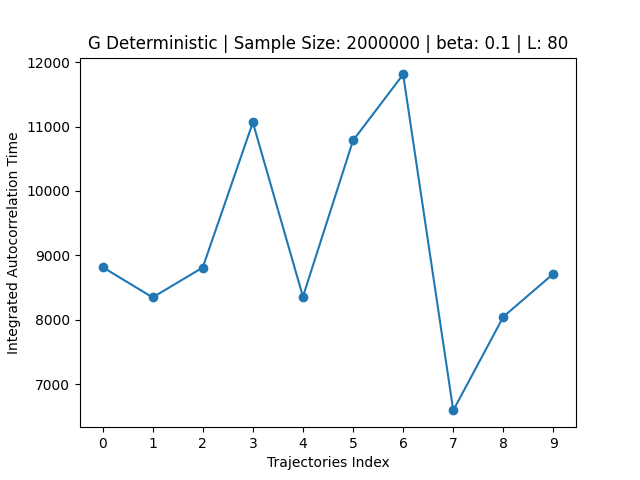 G Deterministic | Sample Size: 2000000 | beta: 0.1 | L: 80
Integrated Autocorrelation Time
12000
11000
10000
9000
8000
7000
0 1 2 3 4 5 6 7 8 9
Trajectories Index